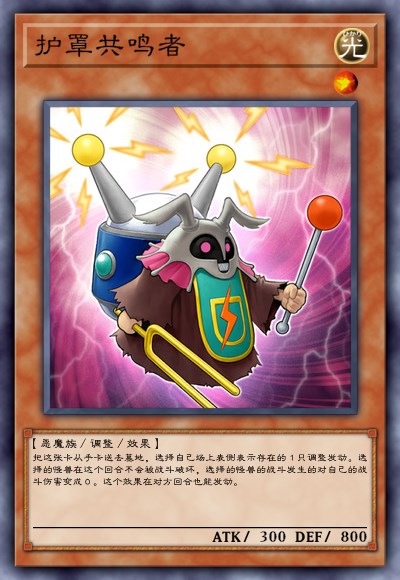 护罩共鸣者
光
【恶魔族／调整／效果】
把这张卡从手卡送去墓地，选择自己场上表侧表示存在的１只调整发动。选
择的怪兽在这个回合不会被战斗破坏，选择的怪兽的战斗发生的对自己的战
斗伤害变成０。这个效果在对方回合也能发动。
ATK/ 300 DEF/ 800